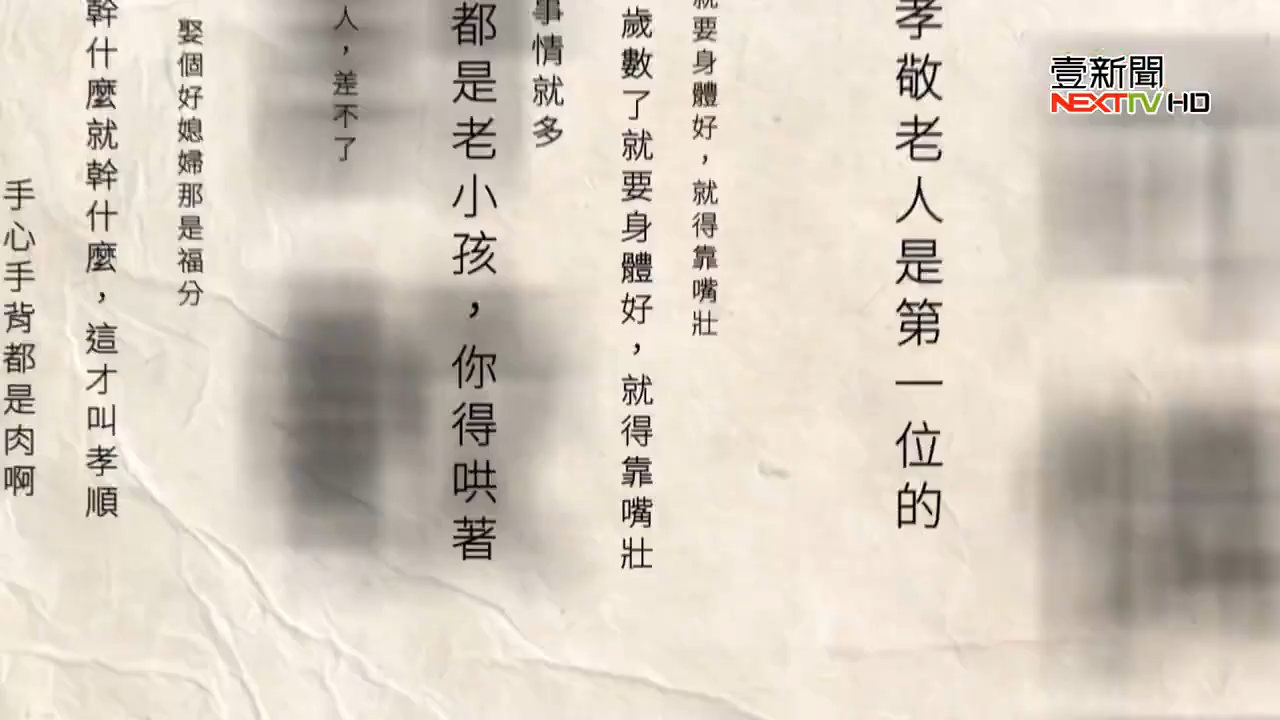 壹新聞
NEXTTV HD
孝敬老人是第一位的
就要身體好，就得靠嘴壯
歲數了就要身體好，就得靠嘴壯
事情就多
都是老小孩，你得哄著
人，差不了
娶個好媳婦那是福分
幹什麼就幹什麼，這才叫孝順
手心手背都是肉啊